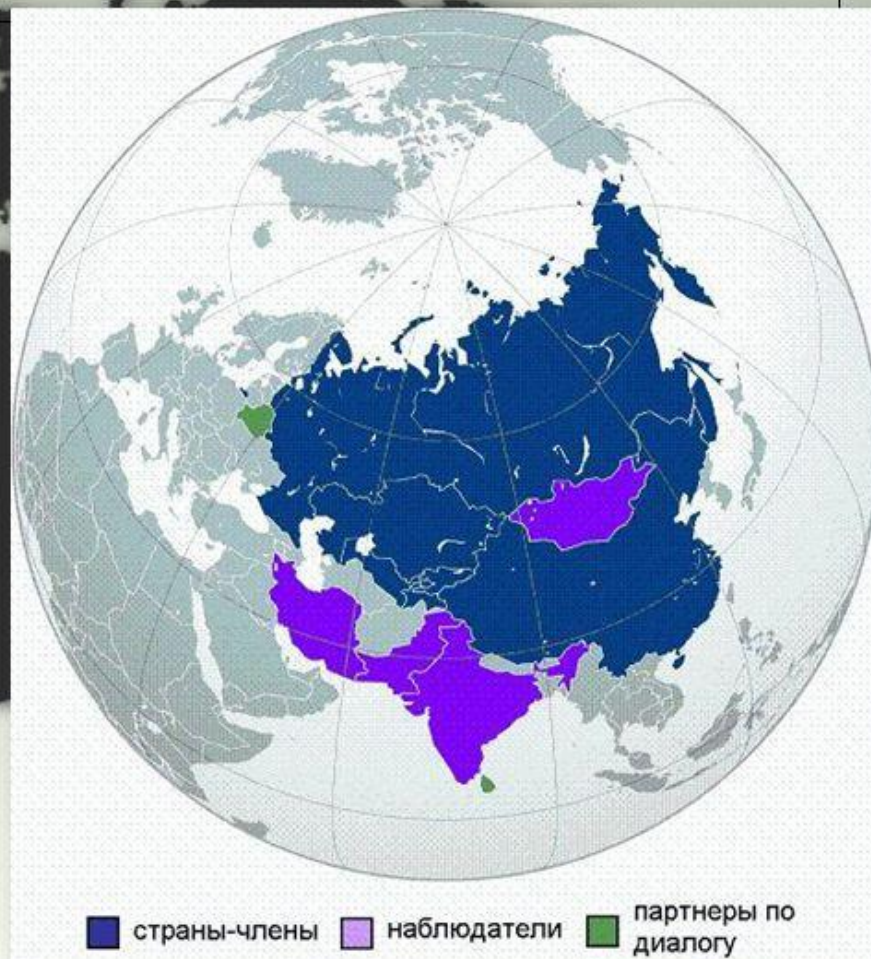 страны-члены
наблюдатели
партнеры по
диалогу